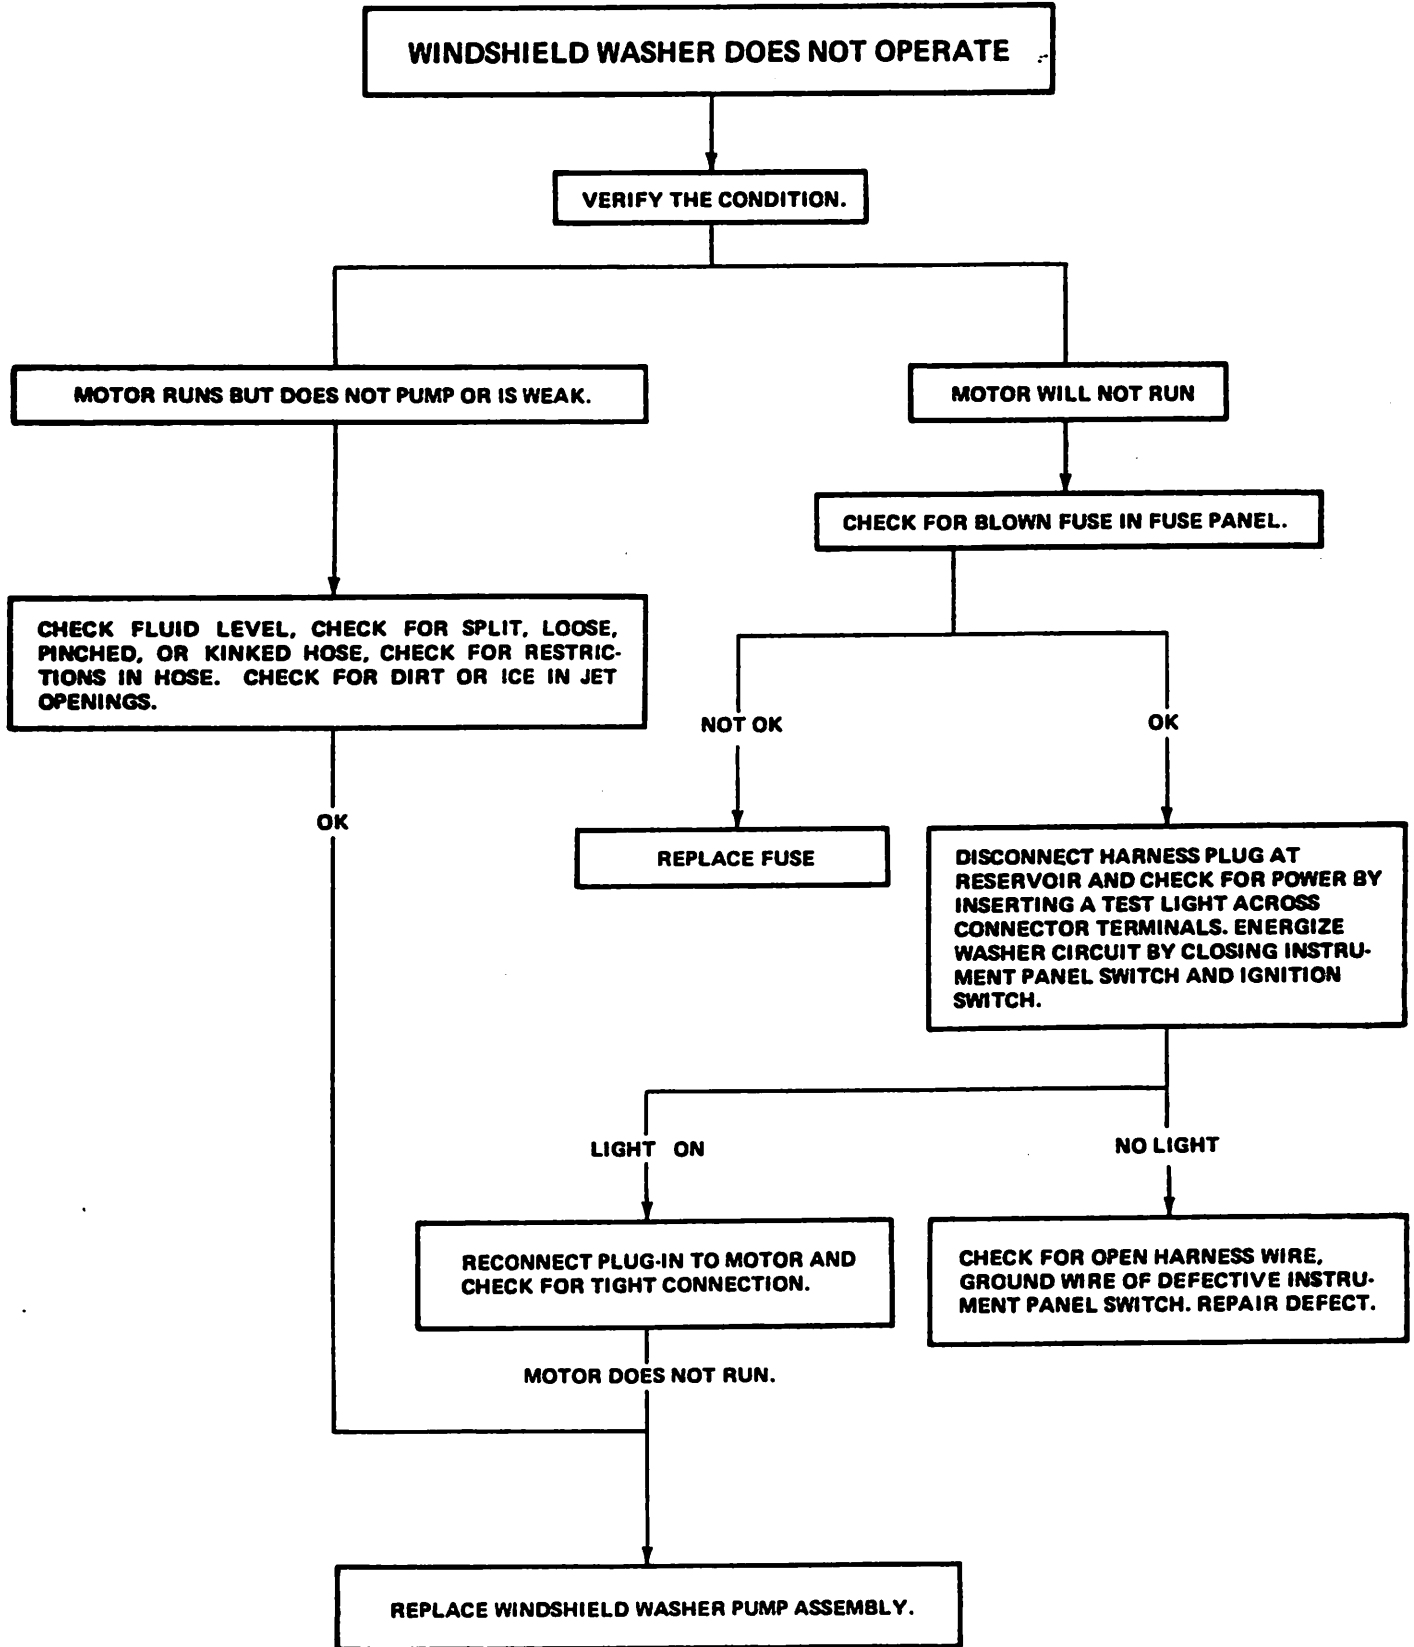 WINDSHIELD WASHER DOES NOT OPERATE
VERIFY THE CONDITION.
MOTOR RUNS BUT DOES NOT PUMP OR IS WEAK.
MOTOR WILL NOT RUN
CHECK FOR BLOWN FUSE IN FUSE PANEL.
CHECK FLUID LEVEL, CHECK FOR SPLIT, LOOSE,
PINCHED, OR KINKED HOSE, CHECK FOR RESTRIC-
TIONS IN HOSE. CHECK FOR DIRT OR ICE IN JET
OPENINGS.
NOT OK
OK
OK
REPLACE FUSE
DISCONNECT HARNESS PLUG AT
RESERVOIR AND CHECK FOR POWER BY
INSERTING A TEST LIGHT ACROSS
CONNECTOR TERMINALS. ENERGIZE
WASHER CIRCUIT BY CLOSING INSTRU-
MENT PANEL SWITCH AND IGNITION
SWITCH.
LIGHT ON
NO LIGHT
RECONNECT PLUG-IN TO MOTOR AND
CHECK FOR TIGHT CONNECTION.
CHECK FOR OPEN HARNESS WIRE,
GROUND WIRE OF DEFECTIVE INSTRU-
MENT PANEL SWITCH. REPAIR DEFECT.
MOTOR DOES NOT RUN.
REPLACE WINDSHIELD WASHER PUMP ASSEMBLY.